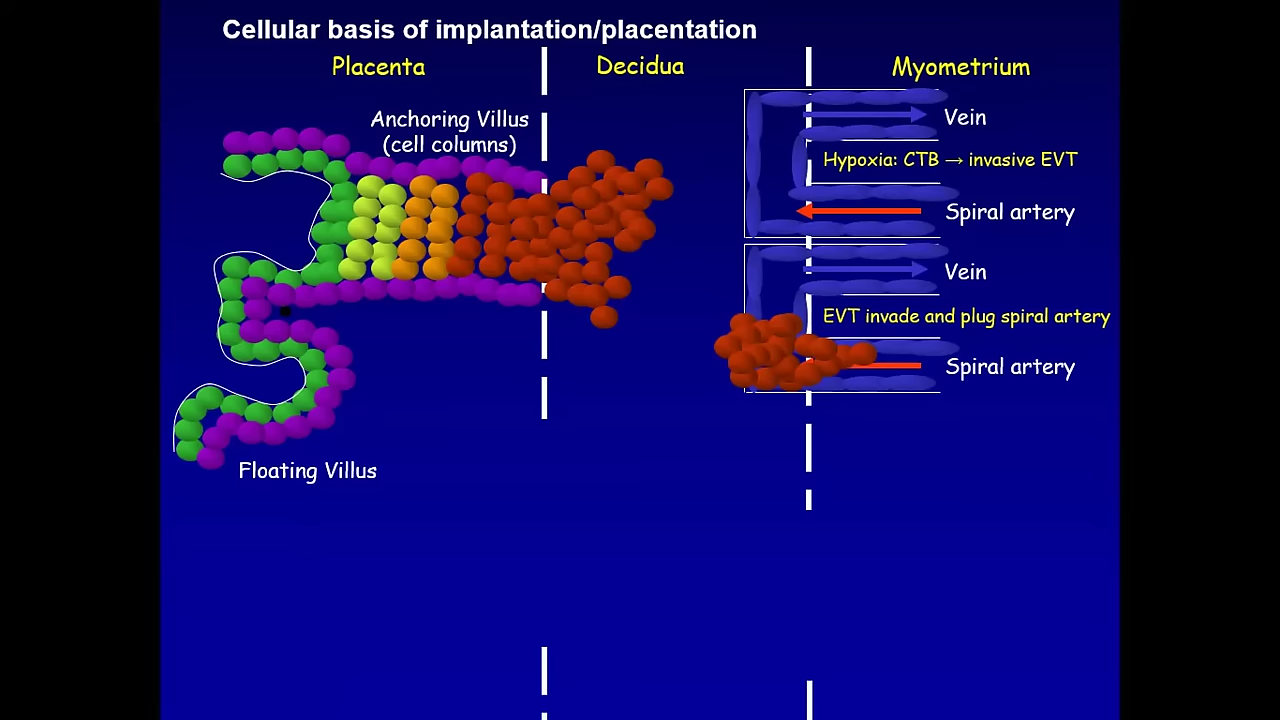 Cellular basis of implantation/placentation
Placenta
Decidua
Myometrium
Anchoring Villus
(cell columns)
Vein
Hypoxia: CTB → invasive EVT
Spiral artery
Vein
EVT invade and plug spiral artery
Spiral artery
Floating Villus